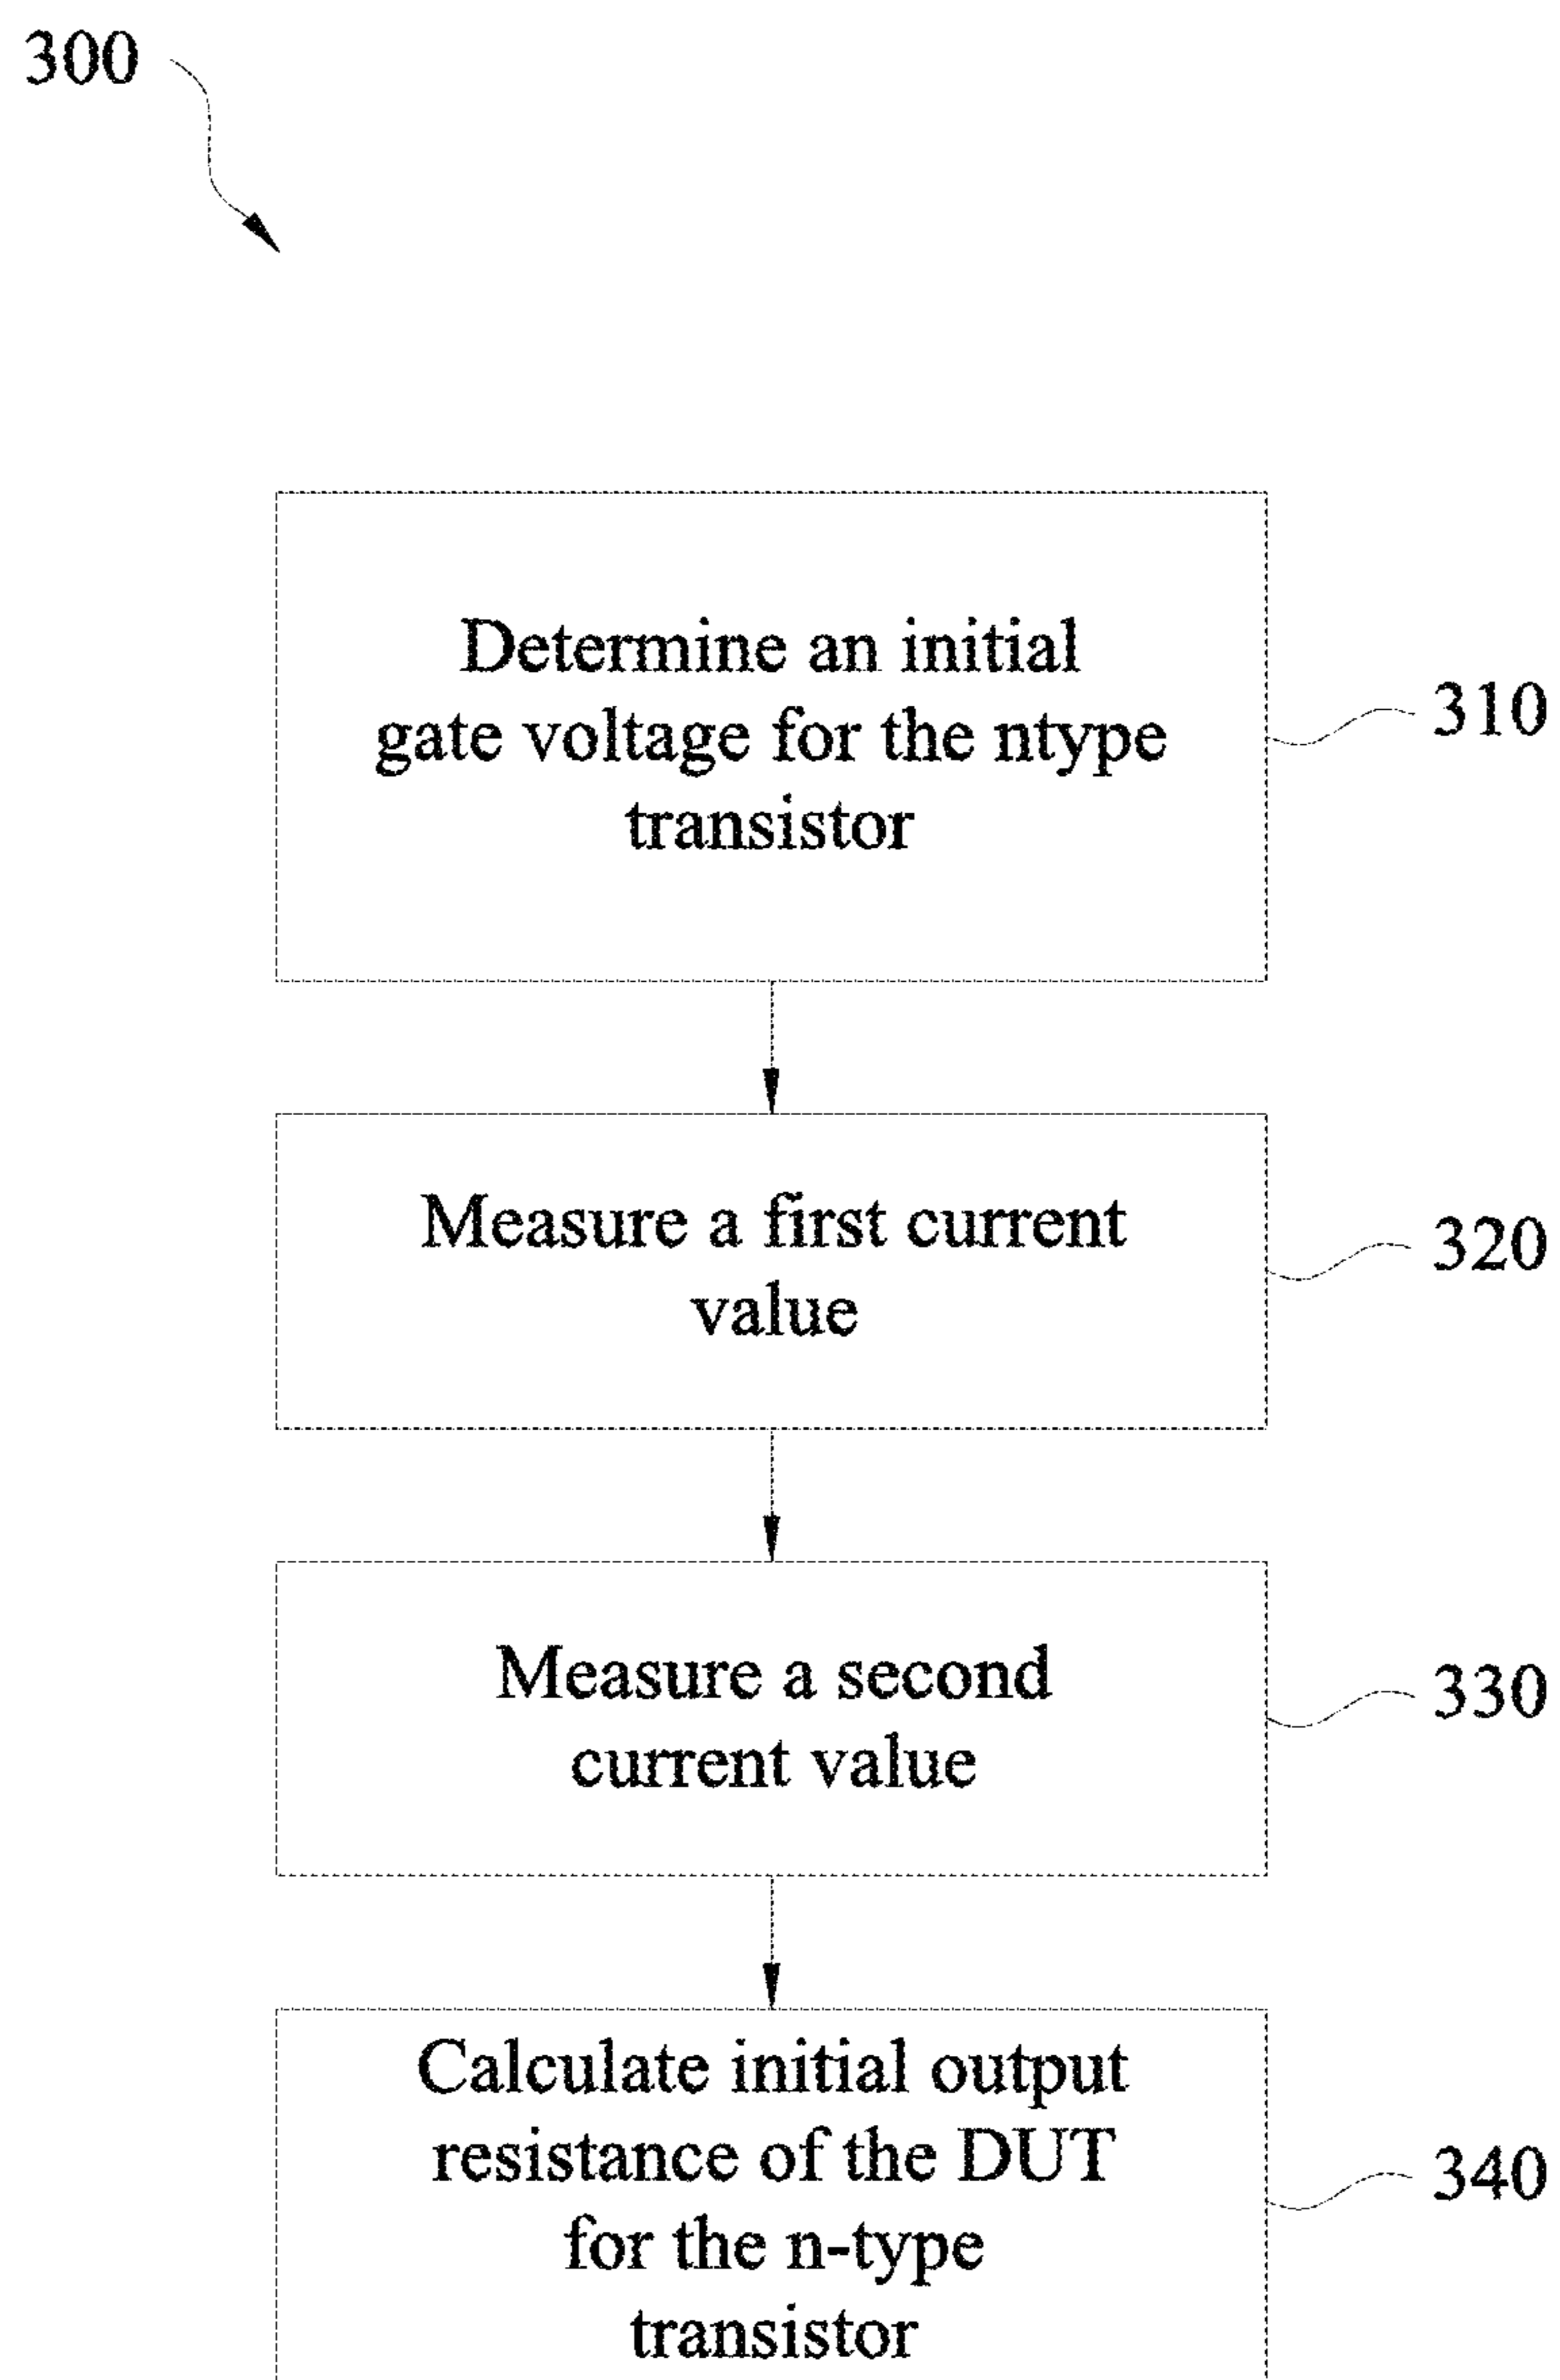 300
Determine an initial
gate voltage for the ntype
transistor
310
Measure a first current
value
320
Measure a second
current value
330
Calculate initial output
resistance of the DUT
for the n-type
transistor
340